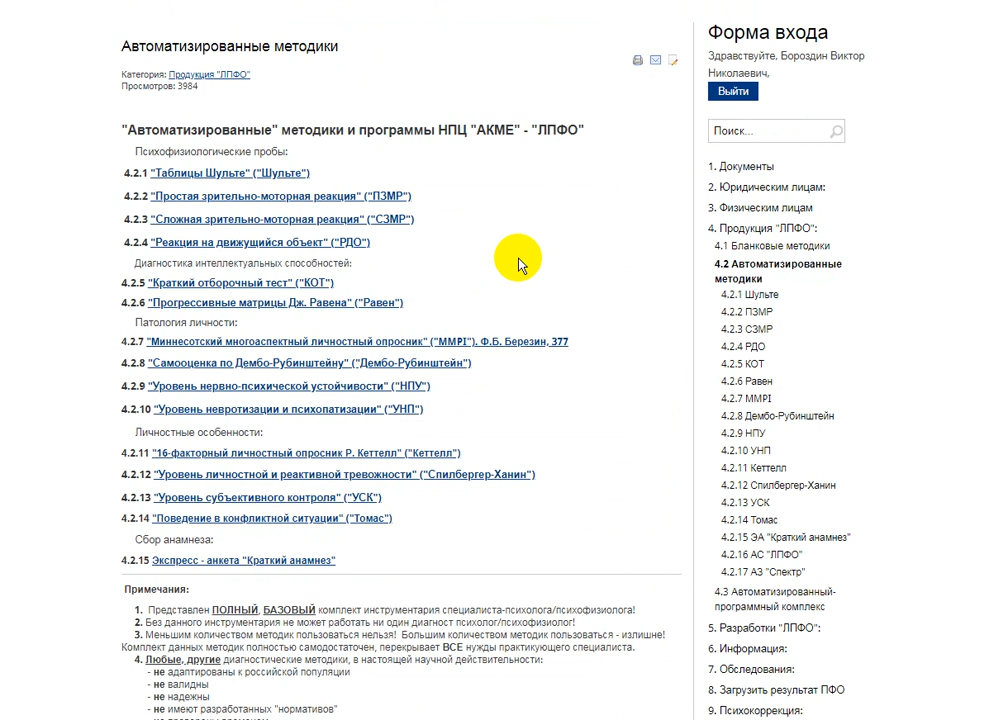 Автоматизированные методики
Категория: Продукция "ЛПФО"
Просмотров: 3984
"Автоматизированные" методики и программы НПЦ "АКМЕ" - "ЛПФО"
Психофизиологические пробы:
4.2.1 "Таблицы Шульте" ("Шульте")
4.2.2 "Простая зрительно-моторная реакция" ("ПЗМР")
4.2.3 "Сложная зрительно-моторная реакция" ("СЗМР")
4.2.4 "Реакция на движущийся объект" ("РДО")
Диагностика интеллектуальных способностей:
4.2.5 "Краткий отборочный тест" ("КОТ")
4.2.6 "Прогрессивные матрицы Дж. Равена" ("Равен")
Патология личности:
4.2.7 "Миннесотский многоаспектный личностный опросник" ("MMPI"). Ф.Б. Березин, 377
4.2.8 "Самооценка по Дембо-Рубинштейну" ("Дембо-Рубинштейн")
4.2.9 "Уровень нервно-психической устойчивости" ("НПУ")
4.2.10 "Уровень невротизации и психопатизации" ("УНП")
Личностные особенности:
4.2.11 "16-факторный личностный опросник Р. Кеттелл" ("Кеттелл")
4.2.12 "Уровень личностной и реактивной тревожности" ("Спилбергер-Ханин")
4.2.13 "Уровень субъективного контроля" ("УСК")
4.2.14 "Поведение в конфликтной ситуации" ("Томас")
Сбор анамнеза:
4.2.15 Экспресс - анкета "Краткий анамнез"
Примечания:
1. Представлен ПОЛНЫЙ, БАЗОВЫЙ комплект инструментария специалиста-психолога/психофизиолога!
2. Без данного инструментария не может работать ни один диагност психолог/психофизиолог!
3. Меньшим количеством методик пользоваться нельзя! Большим количеством методик пользоваться - излишне!
Комплект данных методик полностью самодостаточен, перекрывает ВСЕ нужды практикующего специалиста.
4. Любые, другие диагностические методики, в настоящей научной действительности:
- не адаптированы к российской популяции
- не валидны
- не надежны
- не имеют разработанных "нормативов"
Форма входа
Здравствуйте, Бороздин Виктор
Николаевич,
Выйти
Поиск...
1. Документы
2. Юридическим лицам:
3. Физическим лицам
4. Продукция "ЛПФО":
4.1 Бланковые методики
4.2 Автоматизированные
методики
4.2.1 Шульте
4.2.2 ПЗМР
4.2.3 СЗМР
4.2.4 РДО
4.2.5 КОТ
4.2.6 Равен
4.2.7 MMPI
4.2.8 Дембо-Рубинштейн
4.2.9 НПУ
4.2.10 УНП
4.2.11 Кеттелл
4.2.12 Спилбергер-Ханин
4.2.13 УСК
4.2.14 Томас
4.2.15 ЭА "Краткий анамнез"
4.2.16 АС "ЛПФО"
4.2.17 АЗ "Спектр"
4.3 Автоматизированный-
программный комплекс
5. Разработки "ЛПФО":
6. Информация:
7. Обследования:
8. Загрузить результат ПФО
9. Психокоррекция: